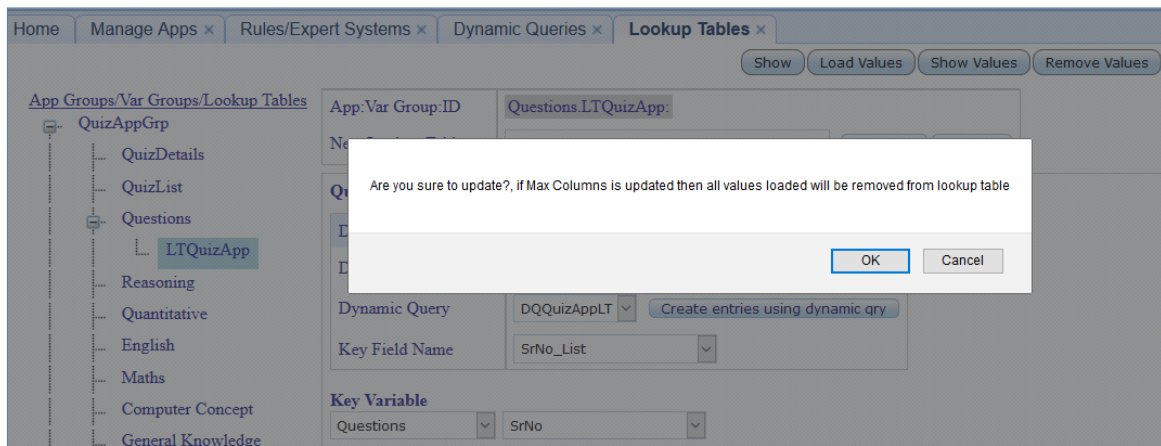 Home Manage Apps × Rules/Expert Systems × Dynamic Queries × Lookup Tables ×
Show Load Values Show Values Remove Values
App Groups/Var Groups/Lookup Tables
QuizAppGrp
QuizDetails
QuizList
Questions
LTQuizApp
Reasoning
Quantitative
English
Maths
Computer Concept
General Knowledge
App:Var Group:ID Questions.LTQuizApp:
Are you sure to update?, if Max Columns is updated then all values loaded will be removed from lookup table
OK Cancel
Dynamic Query DQQuizAppLT Create entries using dynamic qry
Key Field Name SrNo_List
Key Variable
Questions SrNo